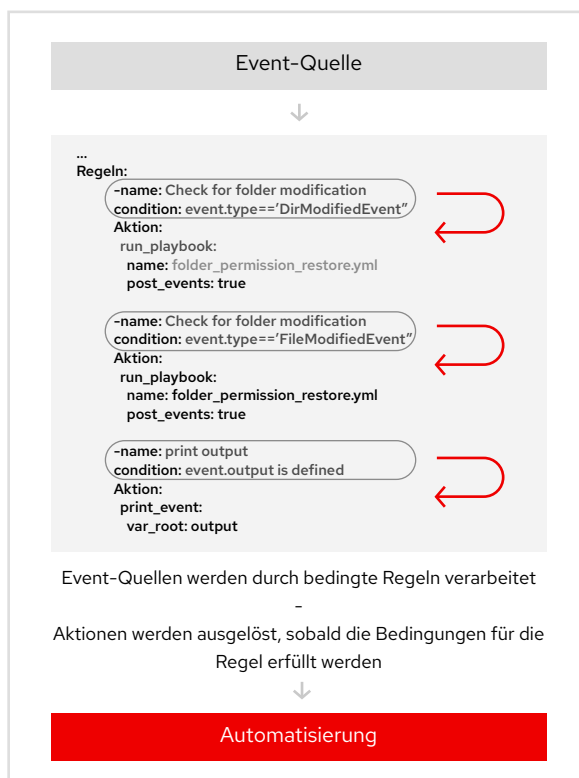 Event-Quelle
...
Regeln:
-name: Check for folder modification
condition: event.type==’DirModifiedEvent”
Aktion:
run_playbook:
name: folder_permission_restore.yml
post_events: true
-name: Check for folder modification
condition: event.type==’FileModifiedEvent”
Aktion:
run_playbook:
name: folder_permission_restore.yml
post_events: true
-name: print output
condition: event.output is defined
Aktion:
print_event:
var_root: output
Event-Quellen werden durch bedingte Regeln verarbeitet
-
Aktionen werden ausgelöst, sobald die Bedingungen für die
Regel erfüllt werden
Automatisierung